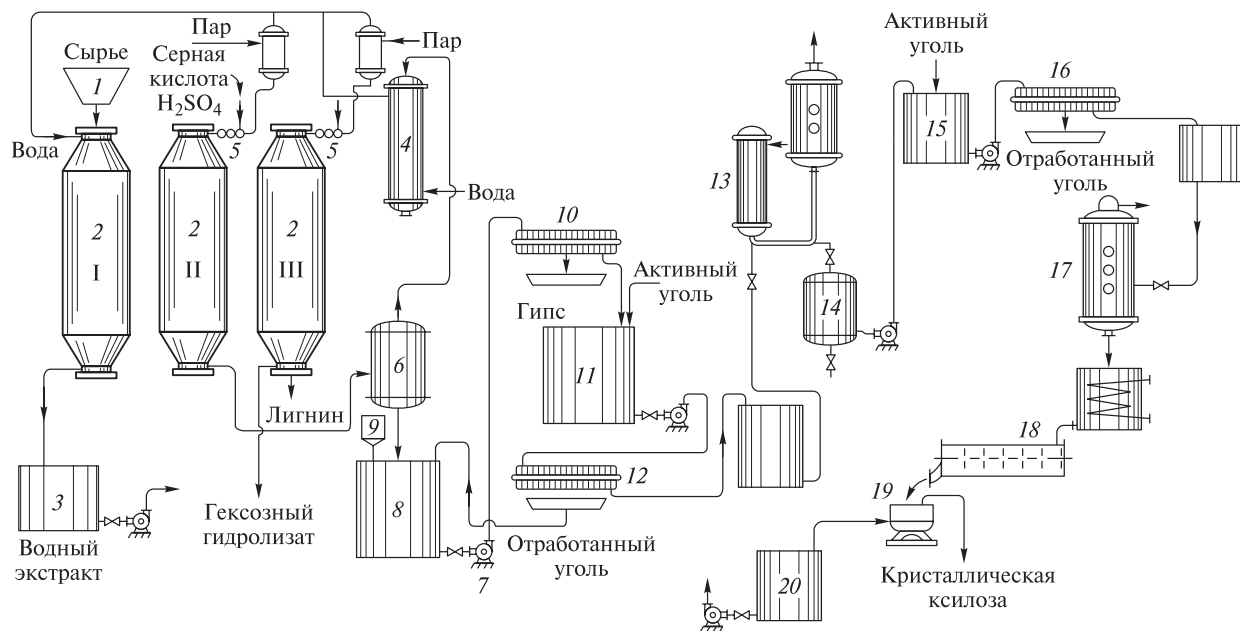 Пар
Пар
Сырье
Серная
кислота
H₂SO₄
1
Вода
5
5
4
Вода
2
I
2
II
2
III
6
Лигнин
3
Водный
экстракт
Гексозный
гидролизат
9
8
7
10
Гипс
Активный
уголь
11
12
Отработанный
уголь
13
14
Активный
уголь
15
16
Отработанный
уголь
17
18
19
20
Кристаллическая
ксилоза